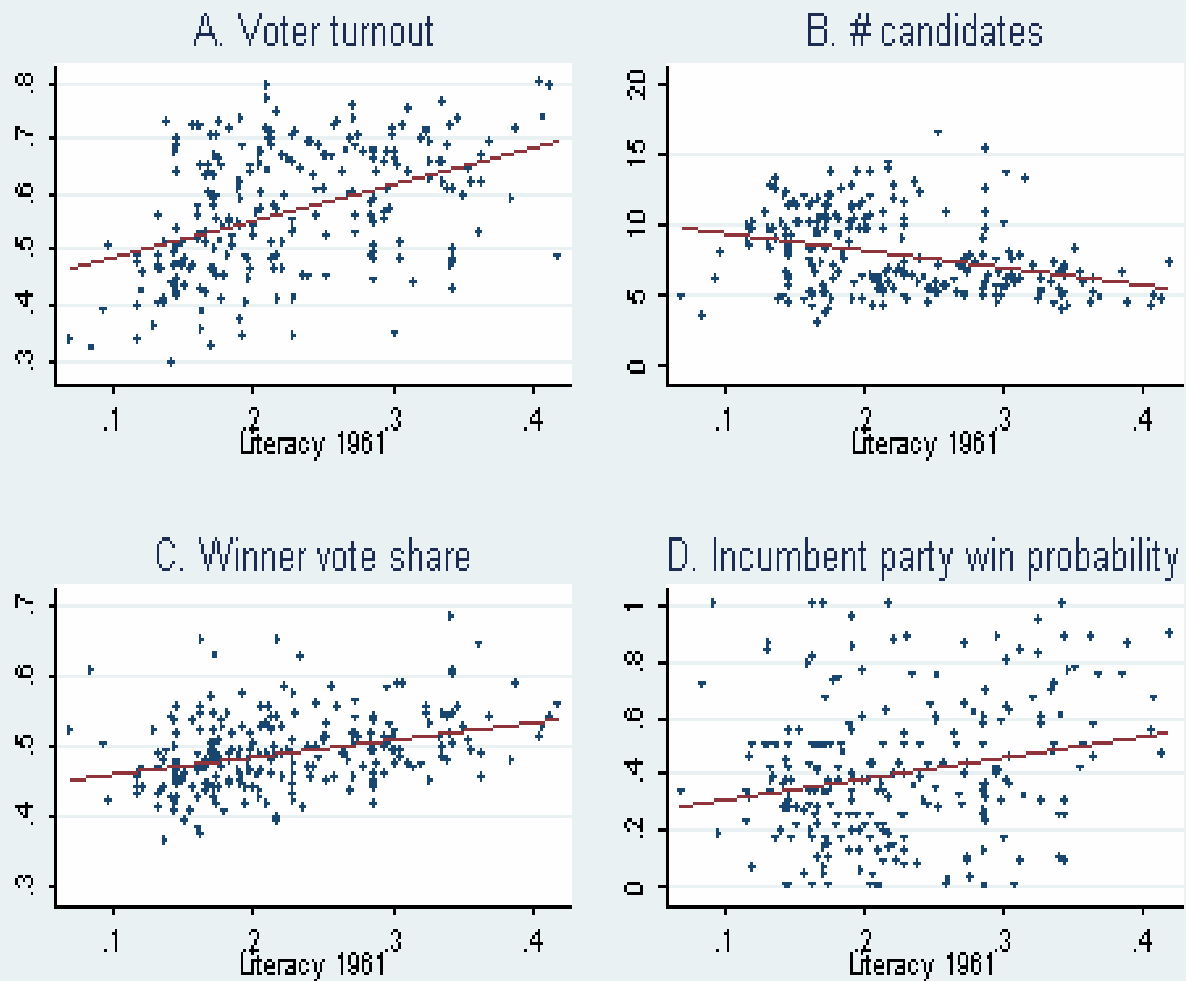 A. Voter turnout
.8
.7
.6
.5
.4
.3
.1 .2 .3 .4
Literacy 1961
B. # candidates
20
15
10
5
0
.1 .2 .3 .4
Literacy 1961
C. Winner vote share
.7
.6
.5
.4
.3
.1 .2 .3 .4
Literacy 1961
D. Incumbent party win probability
1
.8
.6
.4
.2
0
.1 .2 .3 .4
Literacy 1961